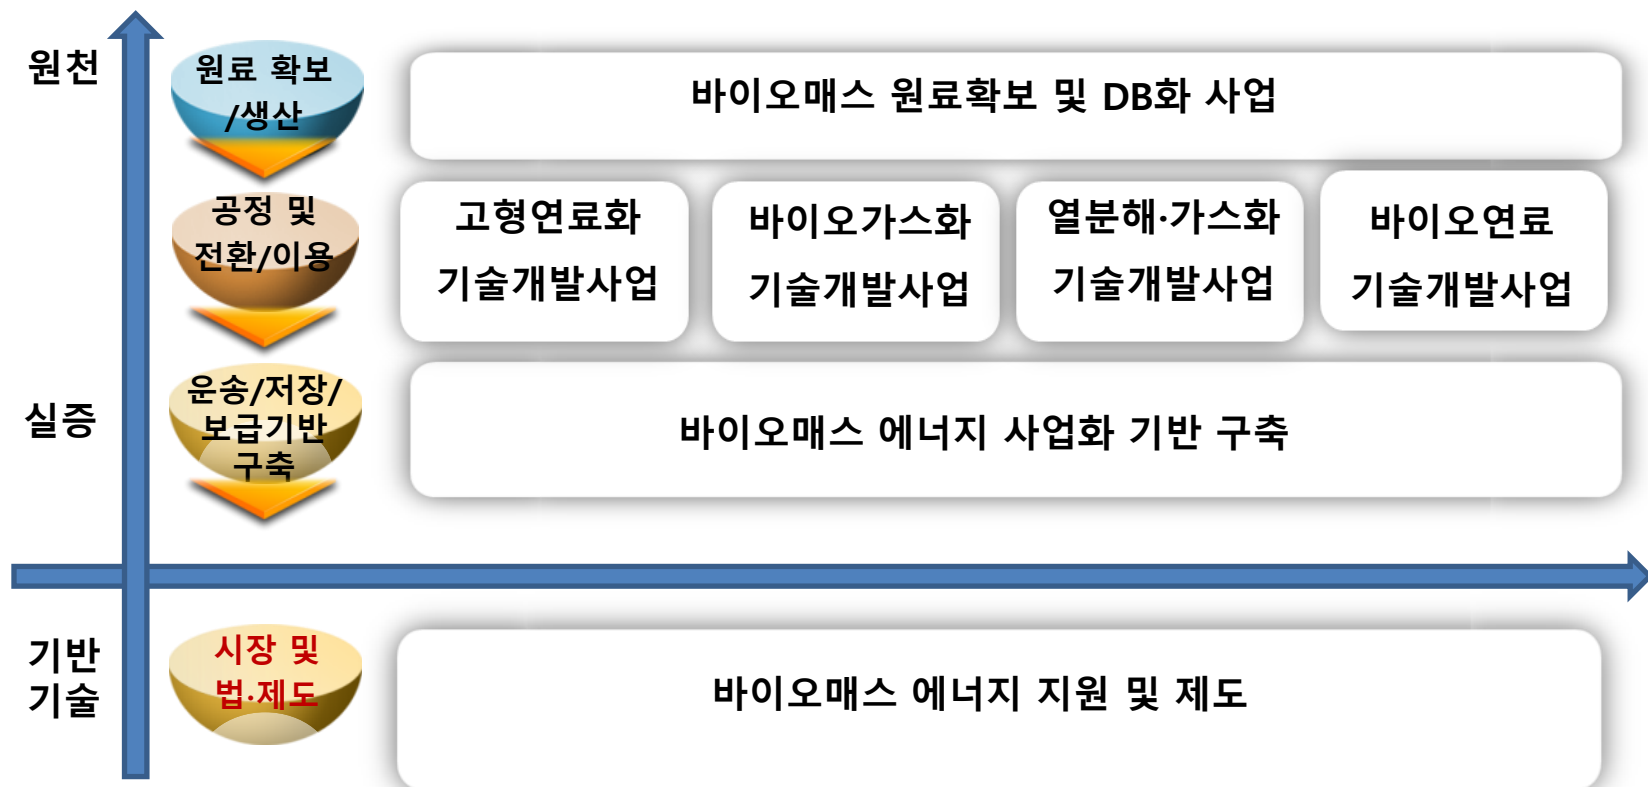 원천
원료 확보
/생산
바이오매스 원료확보 및 DB화 사업
공정 및
전환/이용
고형연료화
기술개발사업
바이오가스화
기술개발사업
열분해·가스화
기술개발사업
바이오연료
기술개발사업
실증
운송/저장/
보급기반
구축
바이오매스 에너지 사업화 기반 구축
기반
기술
시장 및
법·제도
바이오매스 에너지 지원 및 제도